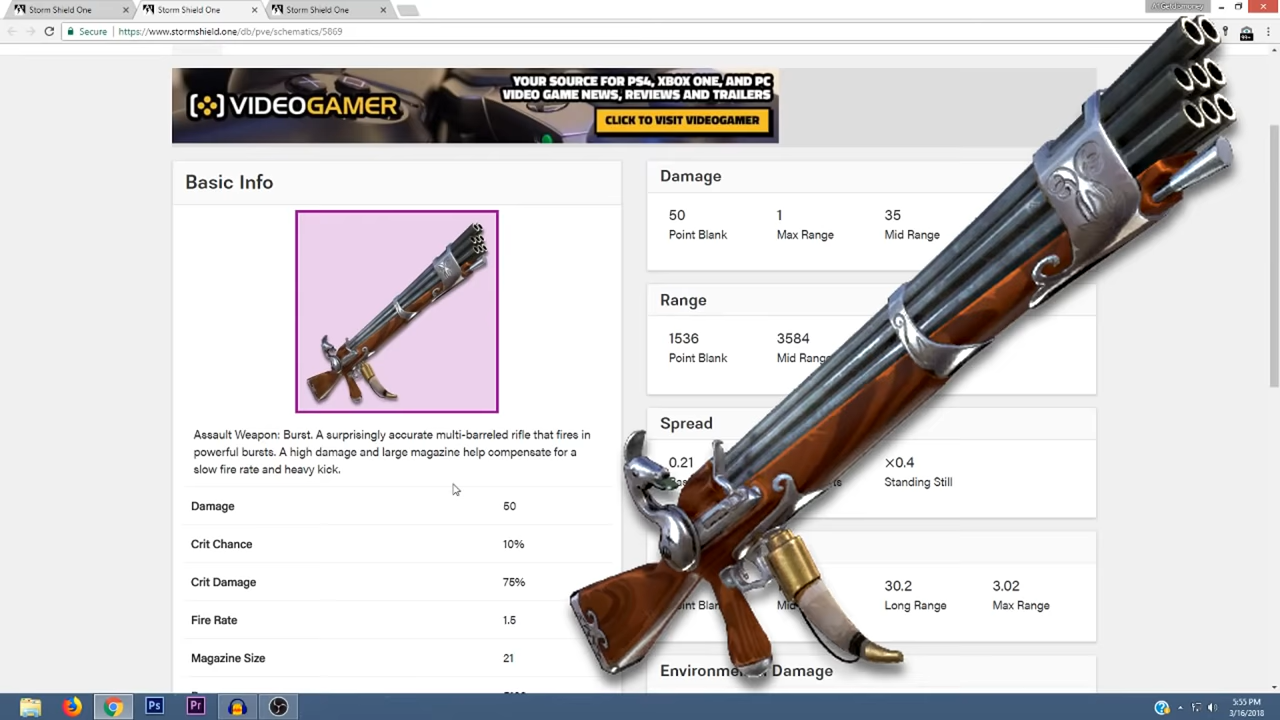 Storm Shield One
Storm Shield One
Storm Shield One
Secure
https://www.stormshield.one/db/pve/schematics/5869
YOUR SOURCE FOR PS4, XBOX ONE, AND PC
VIDEO GAME NEWS, REVIEWS AND TRAILERS
VIDEOGAMER
CLICK TO VISIT VIDEOGAMER
Basic Info
Assault Weapon: Burst. A surprisingly accurate multi-barreled rifle that fires in
powerful bursts. A high damage and large magazine help compensate for a
slow fire rate and heavy kick.
Damage 50
Crit Chance 10%
Crit Damage 75%
Fire Rate 1.5
Magazine Size 21
Damage
50 1 35
Point Blank Max Range Mid Range
Range
1536 3584
Point Blank Mid Range
Spread
0.21 ×0.4
Standing Still
30.2 3.02
Long Range Max Range
Damage
5:55 PM
3/16/2018